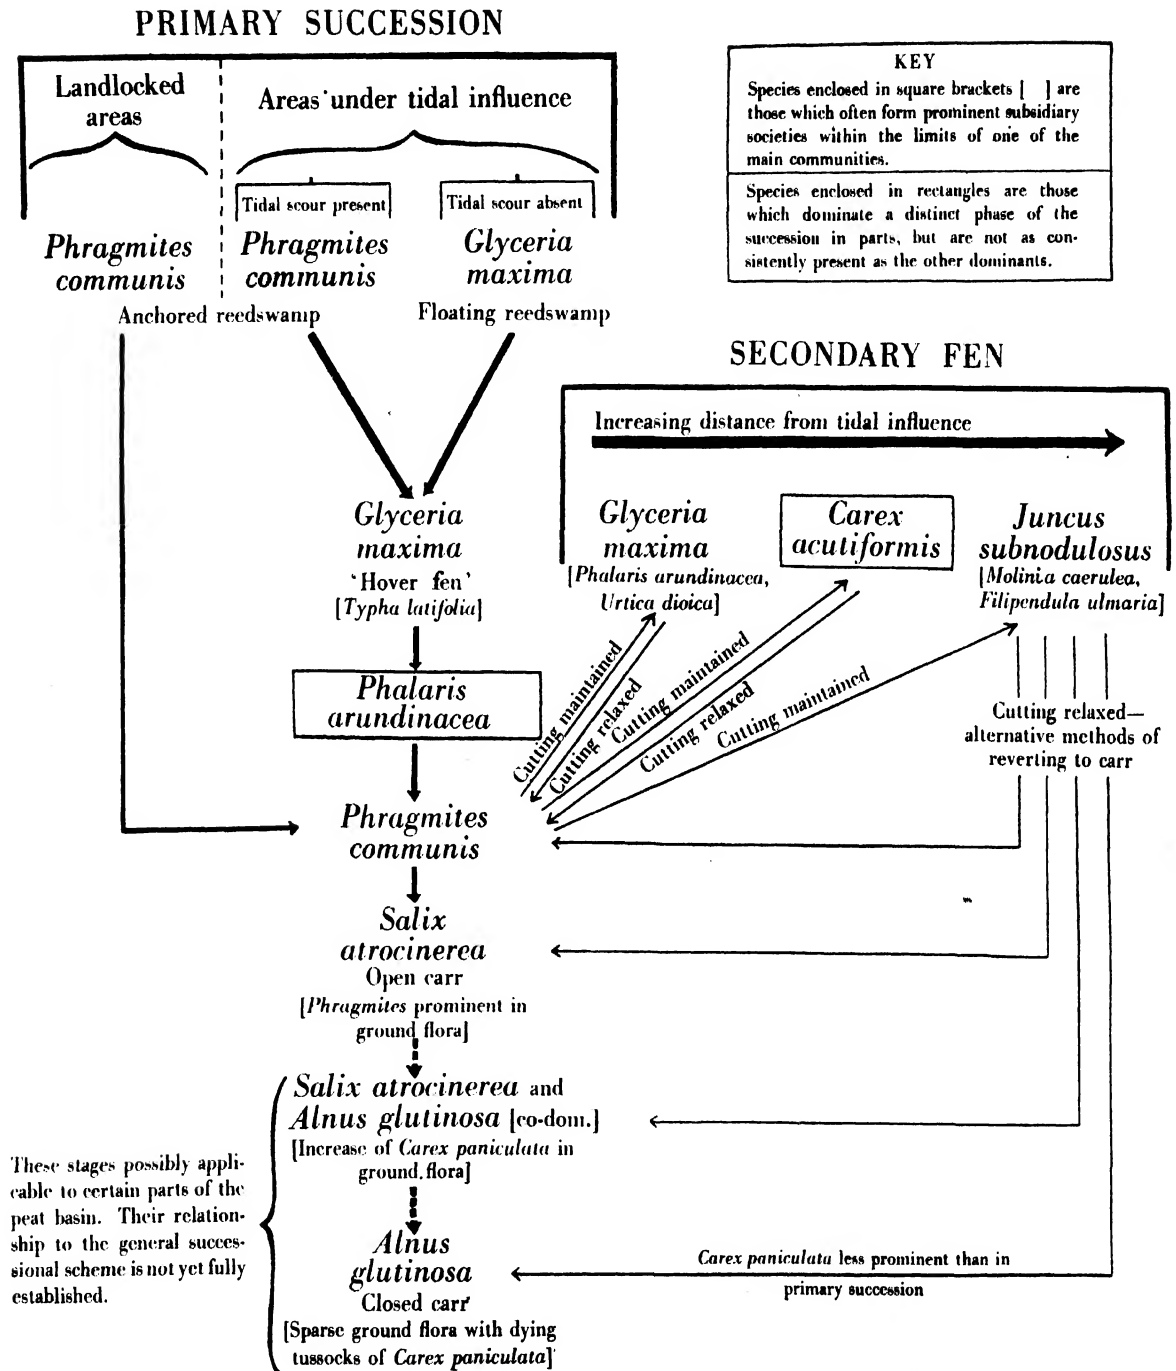 PRIMARY SUCCESSION
Landlocked
areas
Areas under tidal influence
Tidal scour present
Tidal scour absent
Phragmites
communis
Phragmites
communis
Glyceria
maxima
Anchored reedswamp
Floating reedswamp
KEY
Species enclosed in square brackets [ ] are
those which often form prominent subsidiary
societies within the limits of one of the
main communities.
Species enclosed in rectangles are those
which dominate a distinct phase of the
succession in parts, but are not as con-
sistently present as the other dominants.
SECONDARY FEN
Increasing distance from tidal influence
Glyceria
maxima
'Hover fen'
[Typha latifolia]
Glyceria
maxima
[Phalaris arundinacea,
Urtica dioica]
Carex
acutiformis
Juncus
subnodulosus
[Molinia caerulea,
Filipendula ulmaria]
Phalaris
arundinacea
Cutting maintained
Cutting relaxed
Cutting maintained
Cutting relaxed
Cutting maintained
Cutting relaxed—
alternative methods of
reverting to carr
Phragmites
communis
Salix
atrocinerea
Open carr
[Phragmites prominent in
ground flora]
Salix atrocinerea and
Alnus glutinosa [co-dom.]
[Increase of Carex paniculata in
ground flora]
These stages possibly appli-
cable to certain parts of the
peat basin. Their relation-
ship to the general succes-
sional scheme is not yet fully
established.
Alnus
glutinosa
Closed carr
[Sparse ground flora with dying
tussocks of Carex paniculata]
Carex paniculata less prominent than in
primary succession